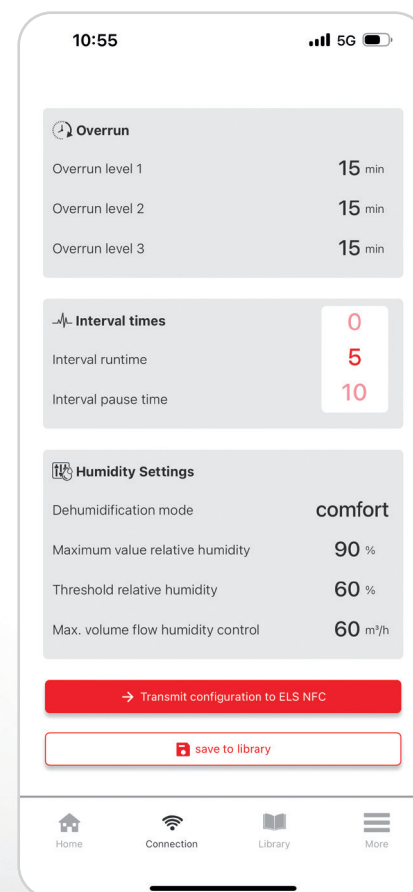 10:55 5G
Overrun
Overrun level 1 15 min
Overrun level 2 15 min
Overrun level 3 15 min
Interval times 0
Interval runtime 5
Interval pause time 10
Humidity Settings
Dehumidification mode comfort
Maximum value relative humidity 90 %
Threshold relative humidity 60 %
Max. volume flow humidity control 60 m³/h
→ Transmit configuration to ELS NFC
save to library
Home Connection Library More